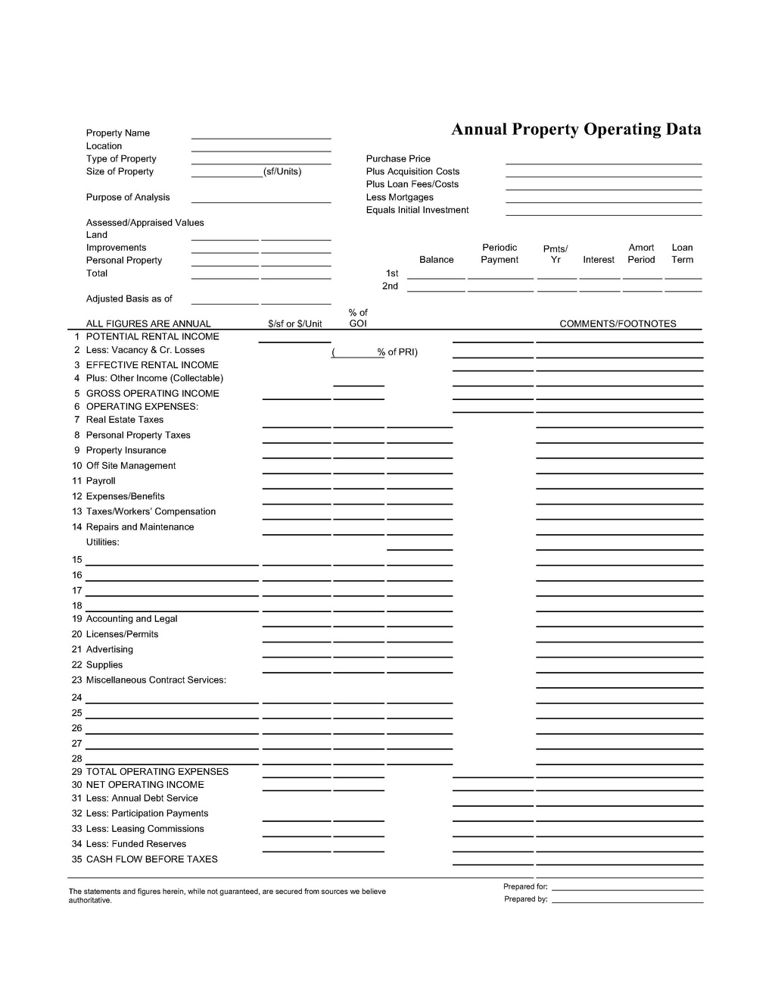 Annual Property Operating Data
Property Name
Location
Type of Property
Size of Property (sf/Units)
Purpose of Analysis
Assessed/Appraised Values
Land
Improvements
Personal Property
Total
Adjusted Basis as of
Purchase Price
Plus Acquisition Costs
Plus Loan Fees/Costs
Less Mortgages
Equals Initial Investment
Periodic Pmts/ Amort Loan
Balance Payment Yr Interest Period Term
1st
2nd
% of
ALL FIGURES ARE ANNUAL $/sf or $/Unit GOI COMMENTS/FOOTNOTES
1 POTENTIAL RENTAL INCOME
2 Less: Vacancy & Cr. Losses ( % of PRI)
3 EFFECTIVE RENTAL INCOME
4 Plus: Other Income (Collectable)
5 GROSS OPERATING INCOME
6 OPERATING EXPENSES:
7 Real Estate Taxes
8 Personal Property Taxes
9 Property Insurance
10 Off Site Management
11 Payroll
12 Expenses/Benefits
13 Taxes/Workers' Compensation
14 Repairs and Maintenance
Utilities:
15
16
17
18
19 Accounting and Legal
20 Licenses/Permits
21 Advertising
22 Supplies
23 Miscellaneous Contract Services:
24
25
26
27
28
29 TOTAL OPERATING EXPENSES
30 NET OPERATING INCOME
31 Less: Annual Debt Service
32 Less: Participation Payments
33 Less: Leasing Commissions
34 Less: Funded Reserves
35 CASH FLOW BEFORE TAXES
The statements and figures herein, while not guaranteed, are secured from sources we believe
authoritative.
Prepared for:
Prepared by: